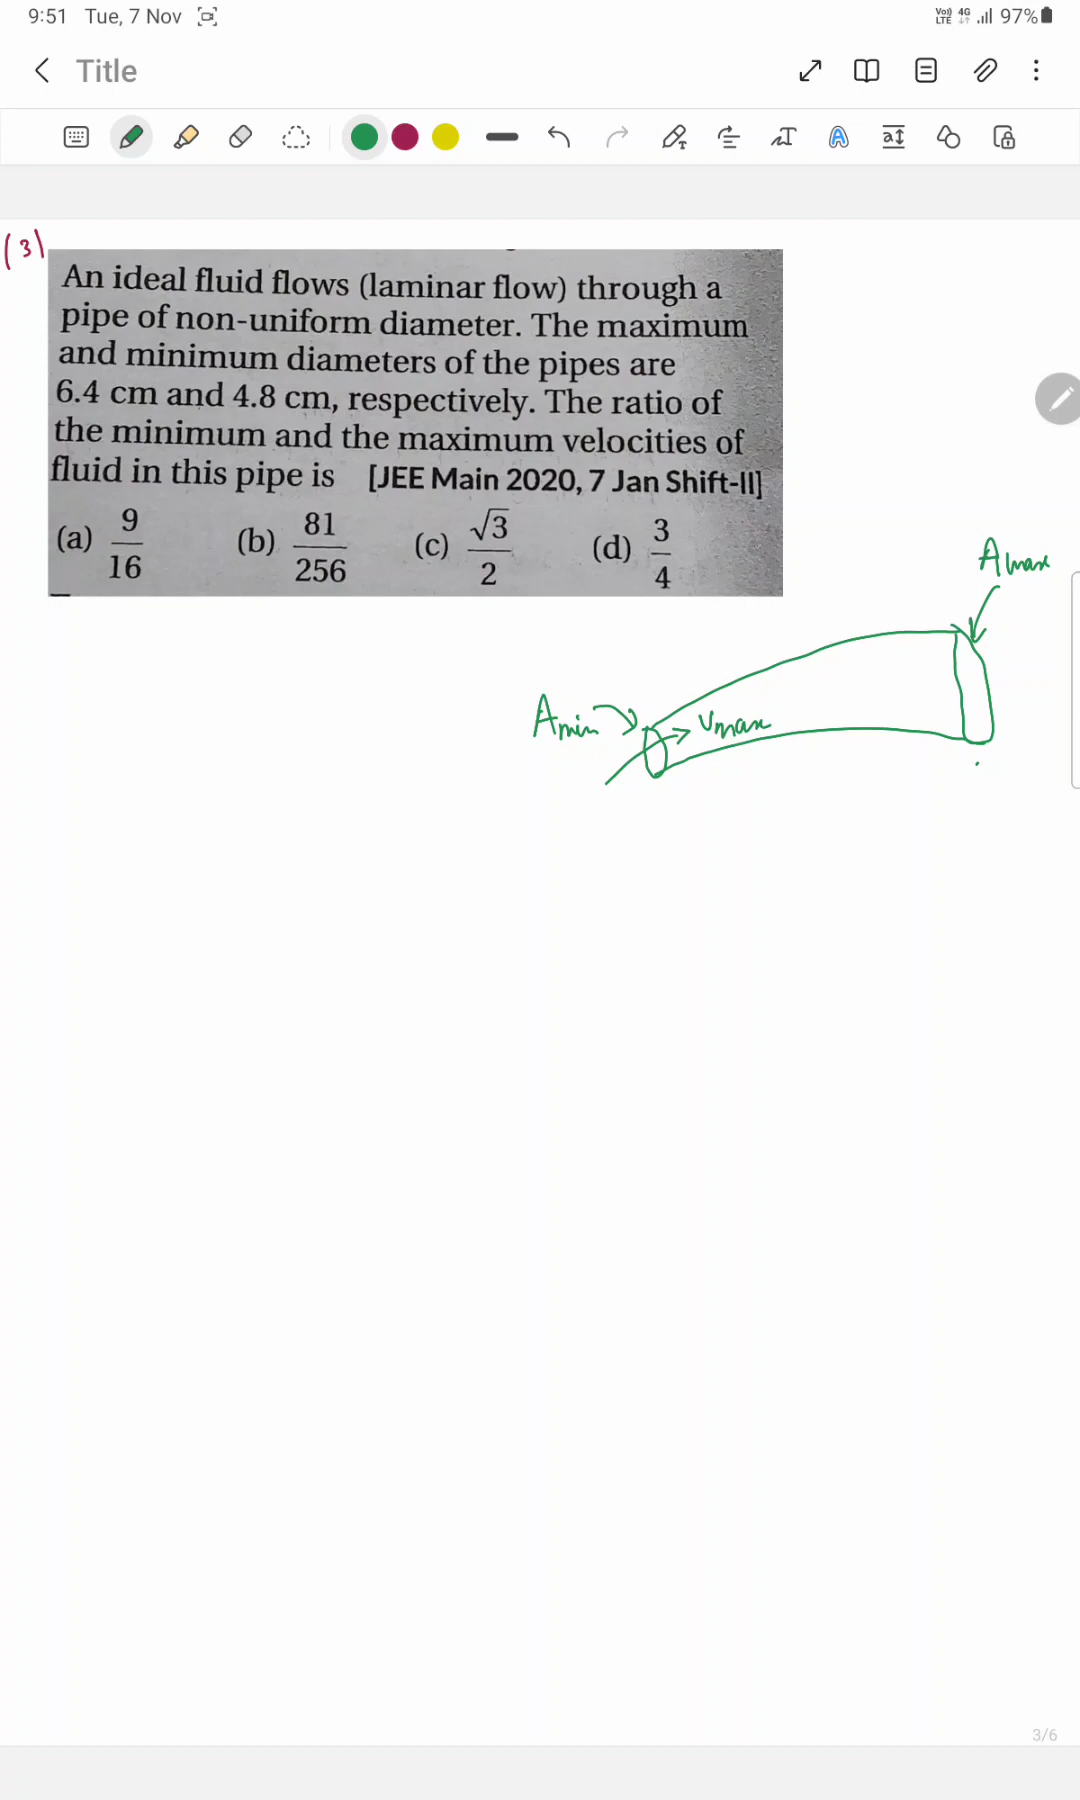 9:51 Tue, 7 Nov Vo)) LTE 4G 97%
Title
(3)
An ideal fluid flows (laminar flow) through a
pipe of non-uniform diameter. The maximum
and minimum diameters of the pipes are
6.4 cm and 4.8 cm, respectively. The ratio of
the minimum and the maximum velocities of
fluid in this pipe is [JEE Main 2020, 7 Jan Shift-II]
(a) 9/16 (b) 81/256 (c) √3/2 (d) 3/4
Amax
Amin vmax
3/6